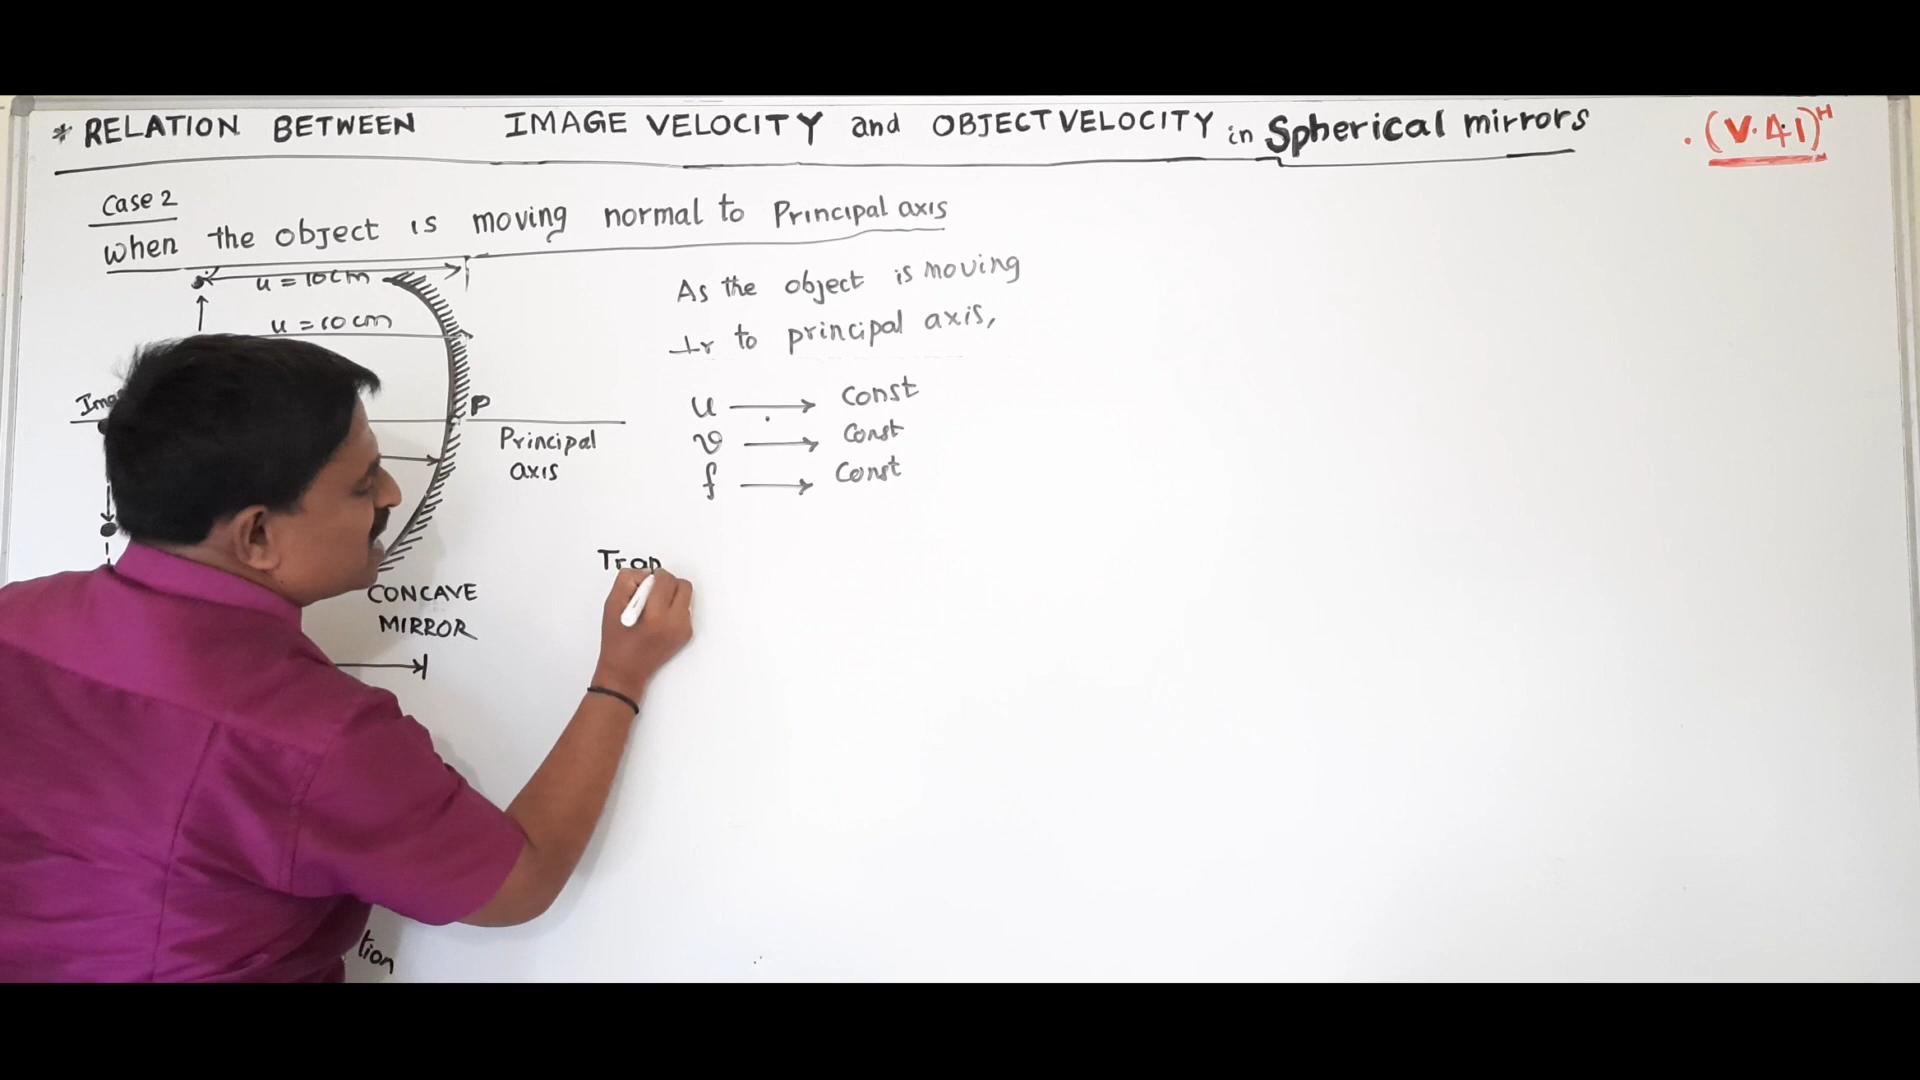 * RELATION BETWEEN IMAGE VELOCITY and OBJECT VELOCITY in Spherical mirrors
. (V.41)ᴴ
Case 2
when the object is moving normal to Principal axis
u = 10 cm
u = 10 cm
P
Principal
axis
CONCAVE
MIRROR
tion
As the object is moving
⊥r to principal axis,
u ⟶ Const
v ⟶ Const
f ⟶ Const